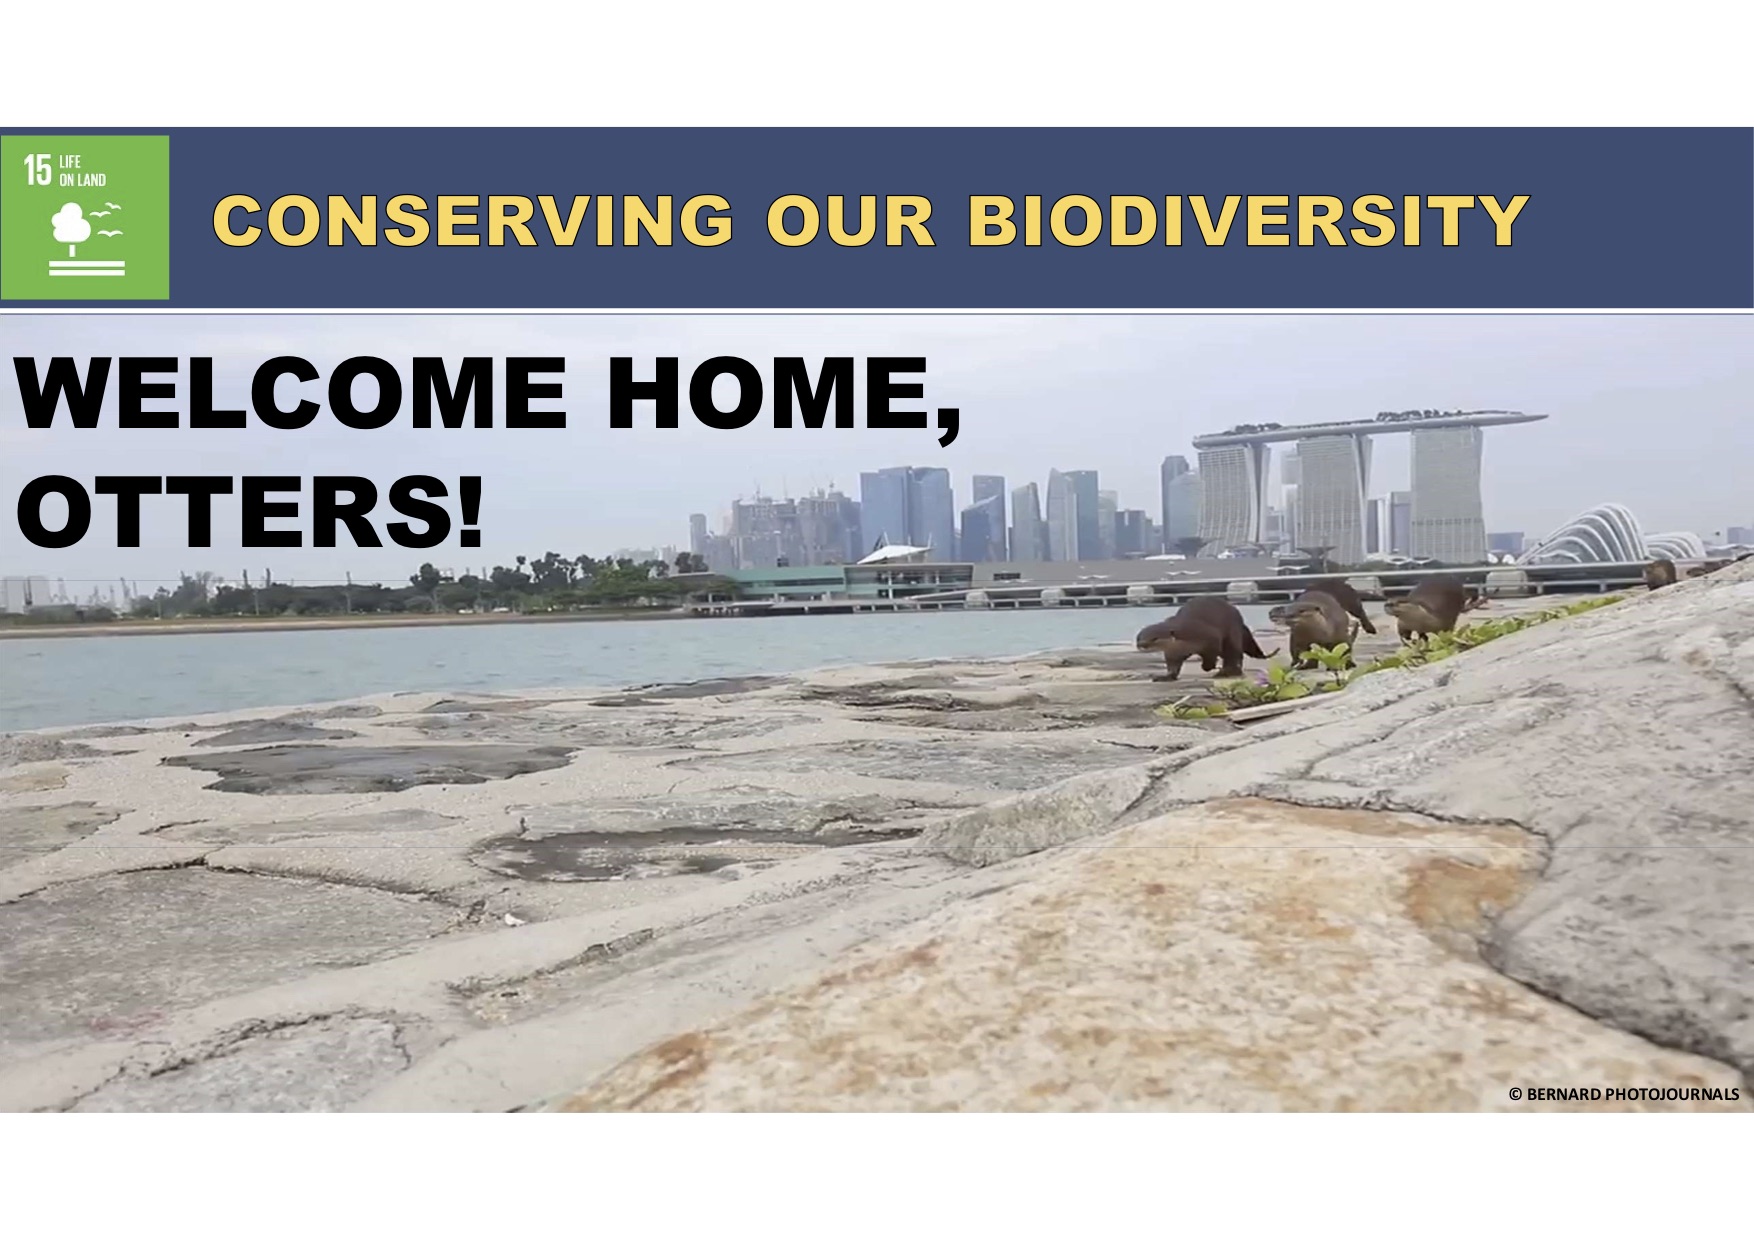 15 LIFE
ON LAND
CONSERVING OUR BIODIVERSITY
WELCOME HOME,
OTTERS!
© BERNARD PHOTOJOURNALS